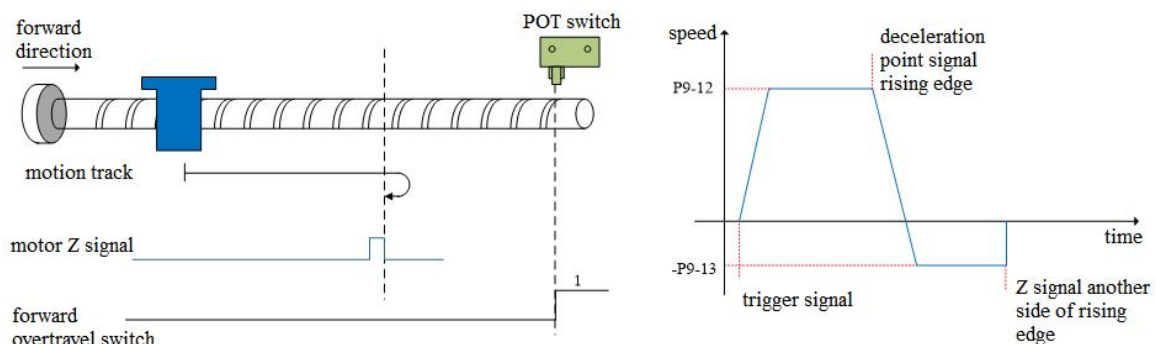 forward
direction
POT switch
motion track
motor Z signal
1
forward
overtravel switch
speed
deceleration
point signal
rising edge
P9-12
time
-P9-13
trigger signal
Z signal another
side of rising
edge